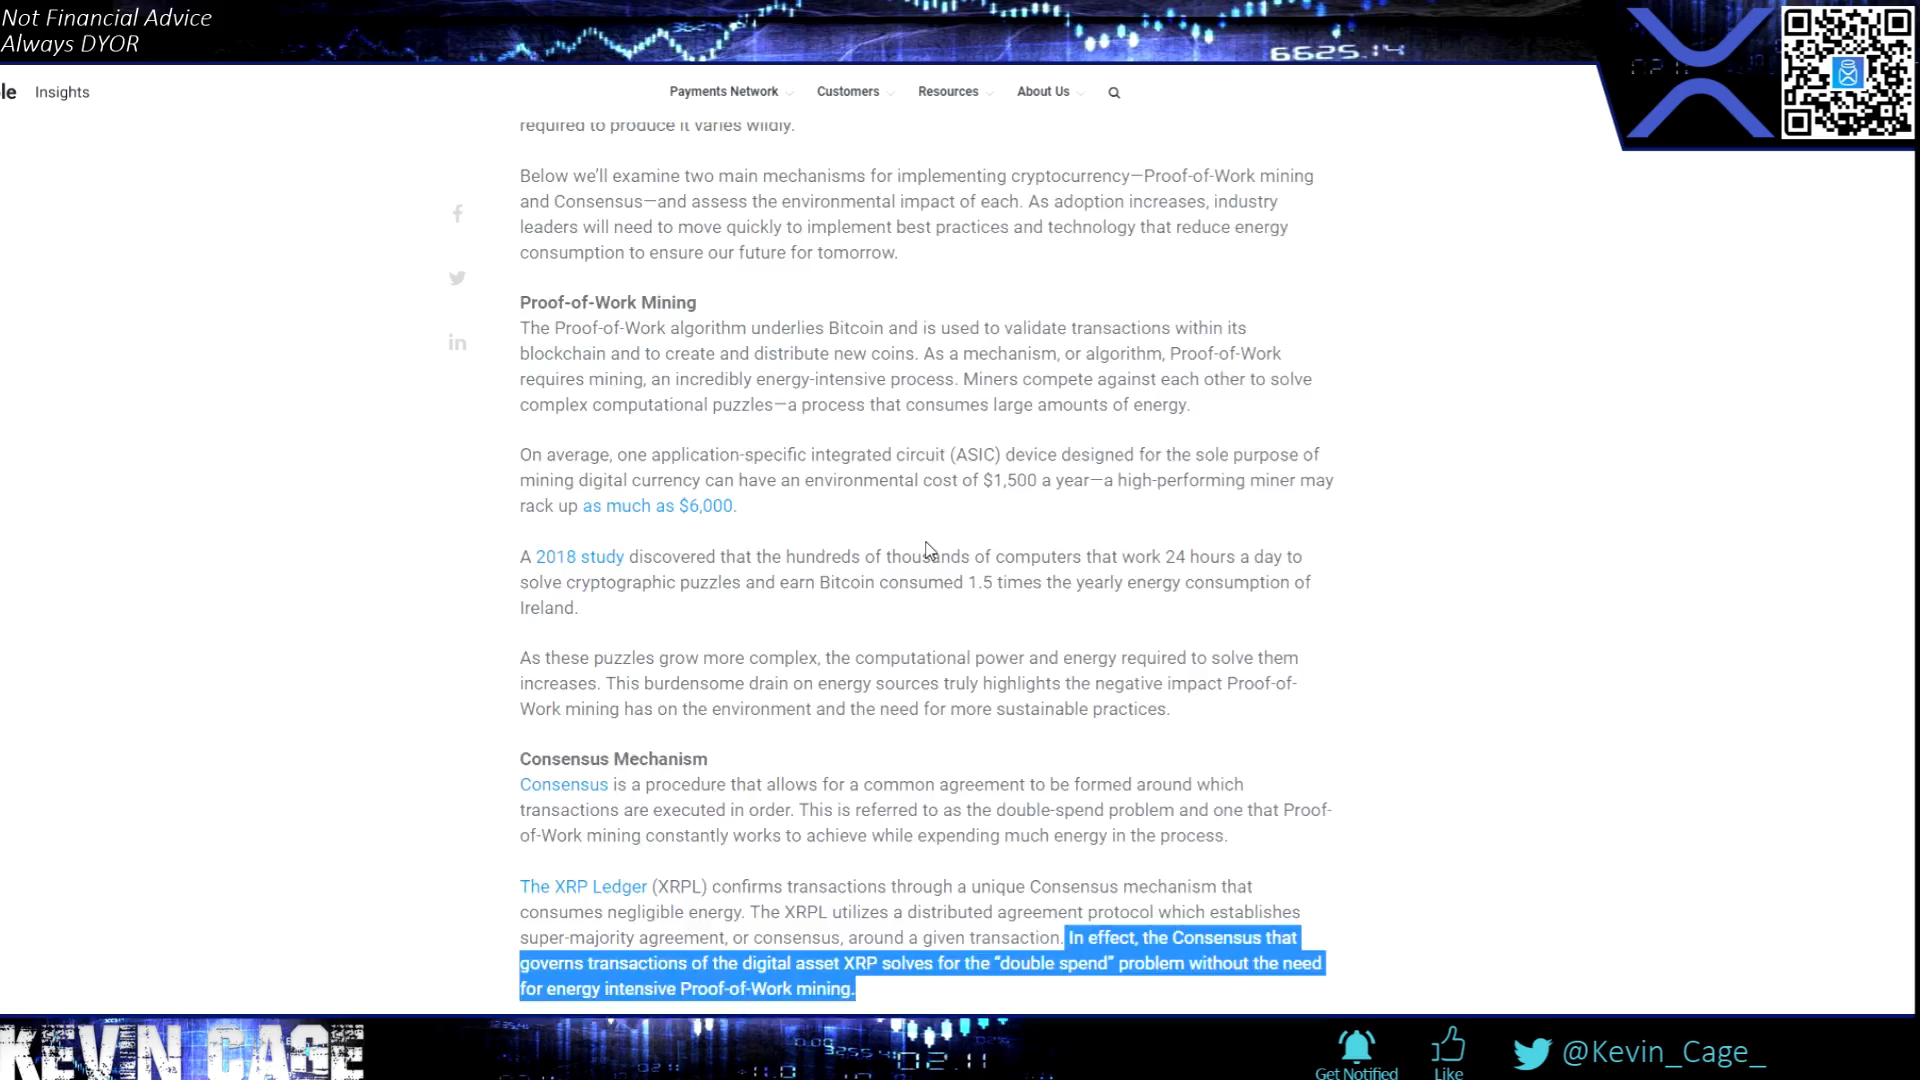 Not Financial Advice
Always DYOR
6625.14
le Insights
Payments Network Customers Resources About Us
required to produce it varies wildly.
Below we’ll examine two main mechanisms for implementing cryptocurrency—Proof-of-Work mining
and Consensus—and assess the environmental impact of each. As adoption increases, industry
leaders will need to move quickly to implement best practices and technology that reduce energy
consumption to ensure our future for tomorrow.
Proof-of-Work Mining
The Proof-of-Work algorithm underlies Bitcoin and is used to validate transactions within its
blockchain and to create and distribute new coins. As a mechanism, or algorithm, Proof-of-Work
requires mining, an incredibly energy-intensive process. Miners compete against each other to solve
complex computational puzzles—a process that consumes large amounts of energy.
On average, one application-specific integrated circuit (ASIC) device designed for the sole purpose of
mining digital currency can have an environmental cost of $1,500 a year—a high-performing miner may
rack up as much as $6,000.
A 2018 study discovered that the hundreds of thousands of computers that work 24 hours a day to
solve cryptographic puzzles and earn Bitcoin consumed 1.5 times the yearly energy consumption of
Ireland.
As these puzzles grow more complex, the computational power and energy required to solve them
increases. This burdensome drain on energy sources truly highlights the negative impact Proof-of-
Work mining has on the environment and the need for more sustainable practices.
Consensus Mechanism
Consensus is a procedure that allows for a common agreement to be formed around which
transactions are executed in order. This is referred to as the double-spend problem and one that Proof-
of-Work mining constantly works to achieve while expending much energy in the process.
The XRP Ledger (XRPL) confirms transactions through a unique Consensus mechanism that
consumes negligible energy. The XRPL utilizes a distributed agreement protocol which establishes
super-majority agreement, or consensus, around a given transaction. In effect, the Consensus that
governs transactions of the digital asset XRP solves for the “double spend” problem without the need
for energy intensive Proof-of-Work mining.
KEVIN CAGE
02.11
Get Notified
Like
@Kevin_Cage_